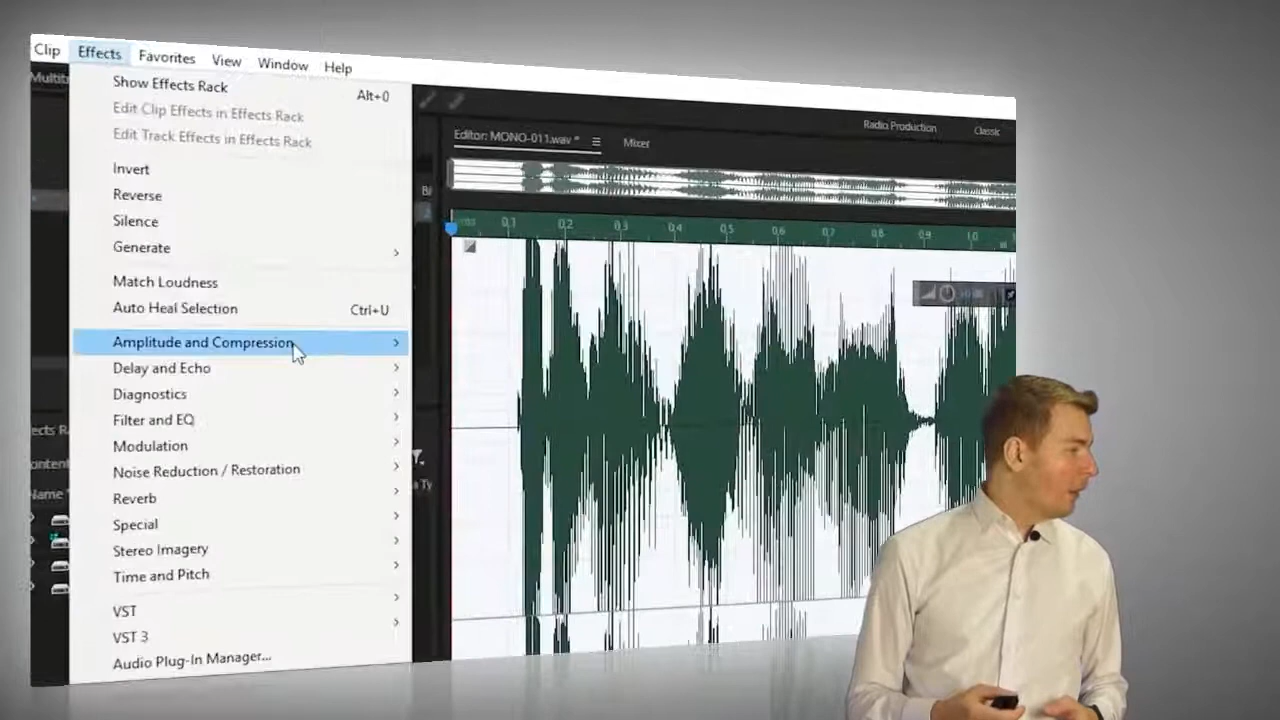 Clip Effects Favorites View Window Help
Show Effects Rack Alt+0
Edit Clip Effects in Effects Rack
Edit Track Effects in Effects Rack
Invert
Reverse
Silence
Generate
Match Loudness
Auto Heal Selection Ctrl+U
Amplitude and Compression
Delay and Echo
Diagnostics
Filter and EQ
Modulation
Noise Reduction / Restoration
Reverb
Special
Stereo Imagery
Time and Pitch
VST
VST 3
Audio Plug-In Manager...
Radio Production Classic
Editor: MONO-011.wav * Mixer
0,1 0,2 0,3 0,4 0,5 0,6 0,7 0,8 0,9 1,0
Name